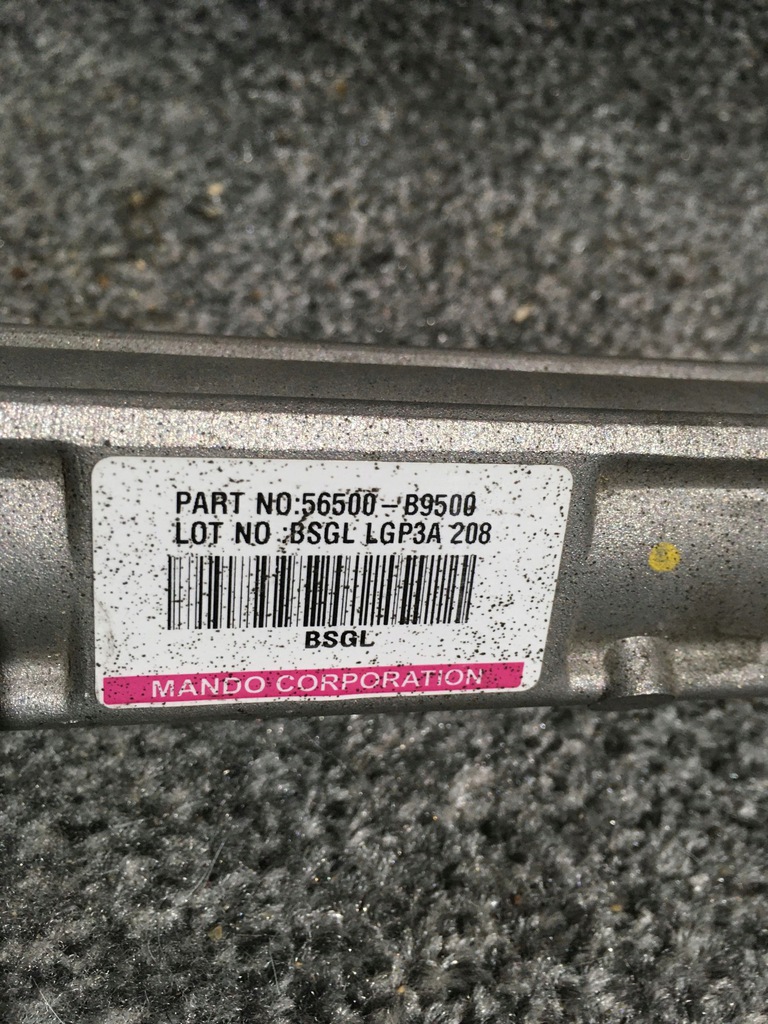 PART NO:56500-B9500
LOT NO :BSGL LGP3A 208
BSGL
MANDO CORPORATION